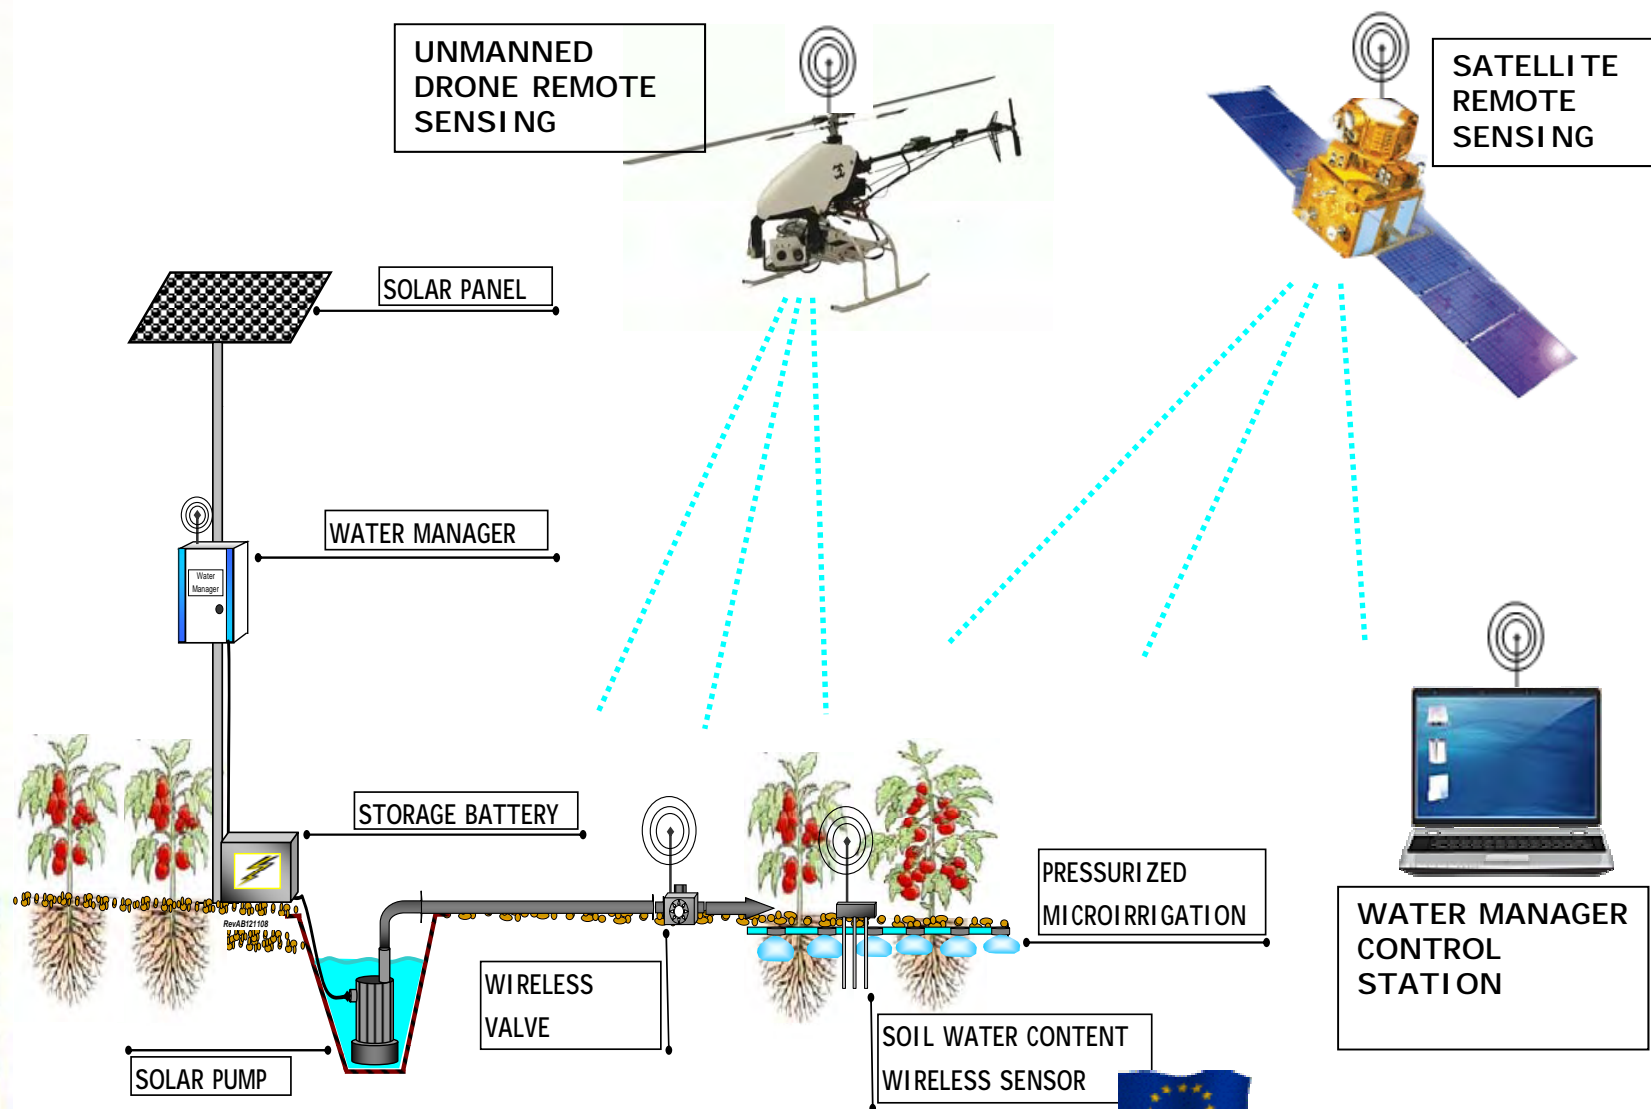 UNMANNED
DRONE REMOTE
SENSING
SATELLITE
REMOTE
SENSING
SOLAR PANEL
WATER MANAGER
Water
Manager
STORAGE BATTERY
RevAB121108
PRESSURIZED
MICROIRRIGATION
WATER MANAGER
CONTROL
STATION
WIRELESS
VALVE
SOIL WATER CONTENT
WIRELESS SENSOR
SOLAR PUMP